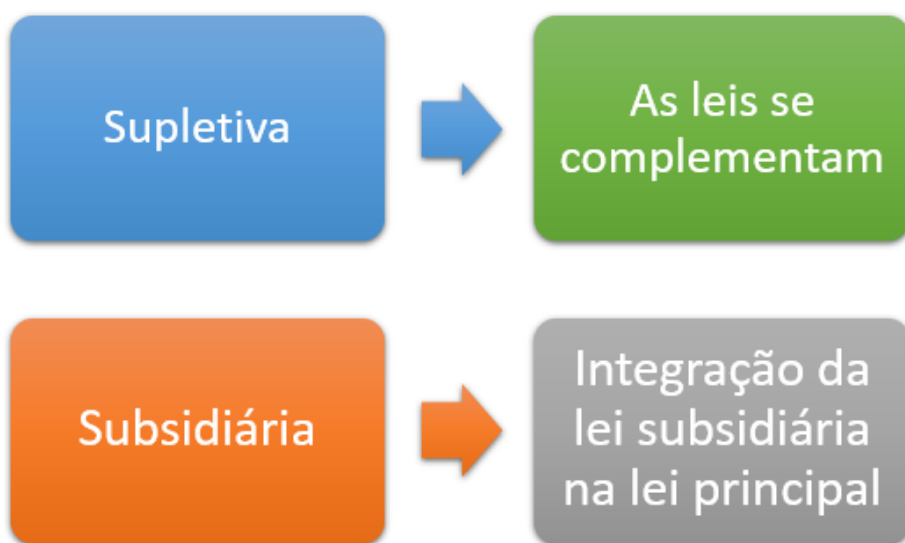 Supletiva
As leis se
complementam
Subsidiária
Integração da
lei subsidiária
na lei principal